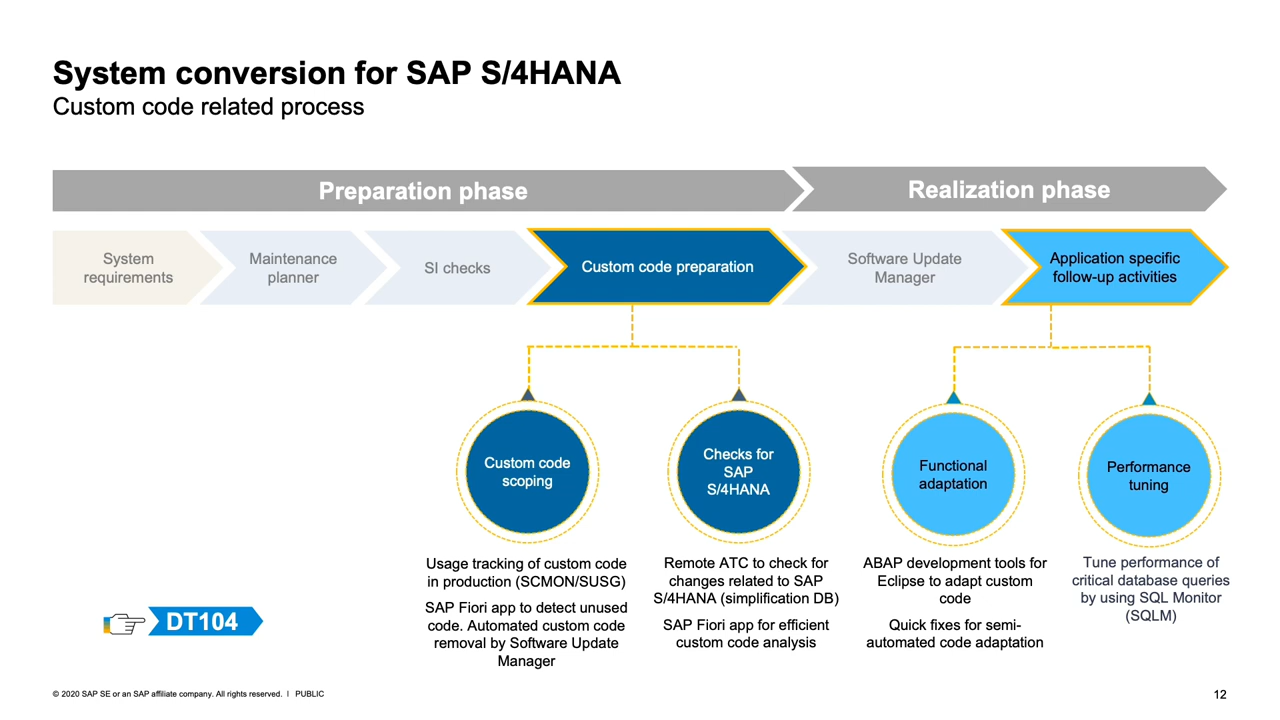 System conversion for SAP S/4HANA
Custom code related process
Preparation phase
Realization phase
System
requirements
Maintenance
planner
SI checks
Custom code preparation
Software Update
Manager
Application specific
follow-up activities
Custom code
scoping
Checks for
SAP
S/4HANA
Functional
adaptation
Performance
tuning
Usage tracking of custom code
in production (SCMON/SUSG)
SAP Fiori app to detect unused
code. Automated custom code
removal by Software Update
Manager
Remote ATC to check for
changes related to SAP
S/4HANA (simplification DB)
SAP Fiori app for efficient
custom code analysis
ABAP development tools for
Eclipse to adapt custom
code
Quick fixes for semi-
automated code adaptation
Tune performance of
critical database queries
by using SQL Monitor
(SQLM)
DT104
© 2020 SAP SE or an SAP affiliate company. All rights reserved. I PUBLIC
12